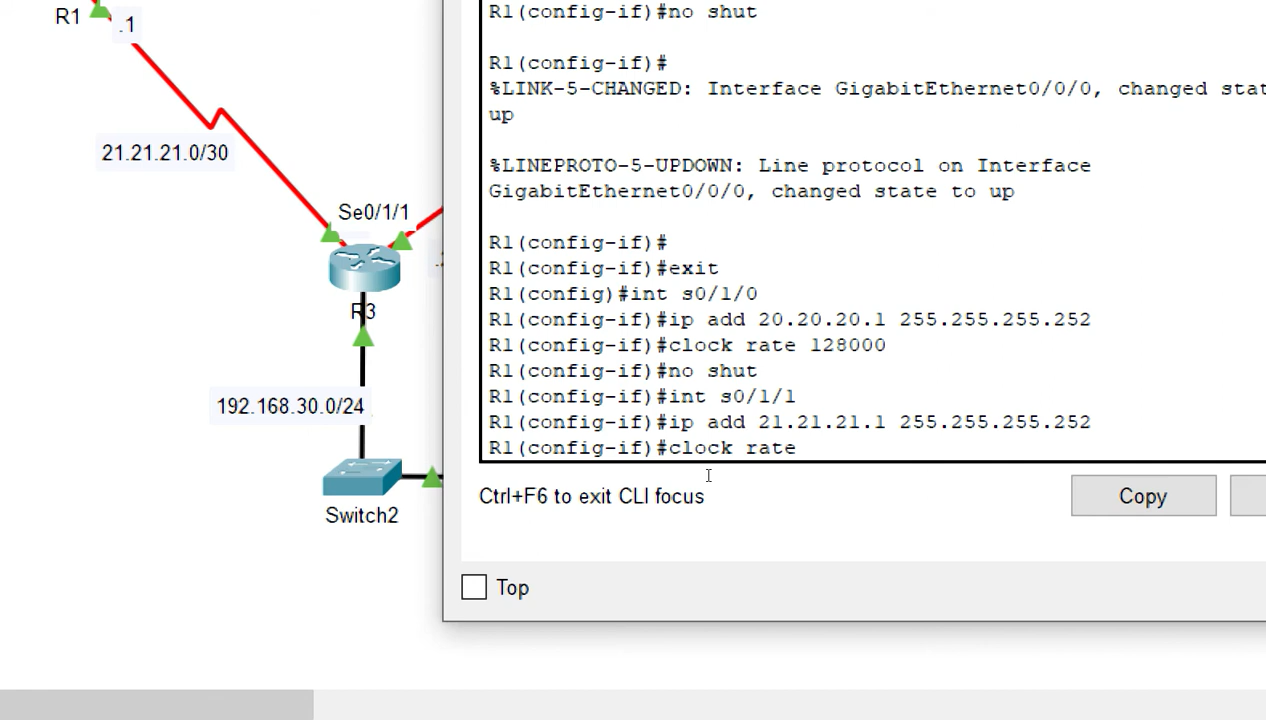 R1
.1
21.21.21.0/30
Se0/1/1
R3
192.168.30.0/24
Switch2
R1(config-if)#no shut
R1(config-if)#
%LINK-5-CHANGED: Interface GigabitEthernet0/0/0, changed stat
up
%LINEPROTO-5-UPDOWN: Line protocol on Interface
GigabitEthernet0/0/0, changed state to up
R1(config-if)#
R1(config-if)#exit
R1(config)#int s0/1/0
R1(config-if)#ip add 20.20.20.1 255.255.255.252
R1(config-if)#clock rate 128000
R1(config-if)#no shut
R1(config-if)#int s0/1/1
R1(config-if)#ip add 21.21.21.1 255.255.255.252
R1(config-if)#clock rate
Ctrl+F6 to exit CLI focus
Copy
Top